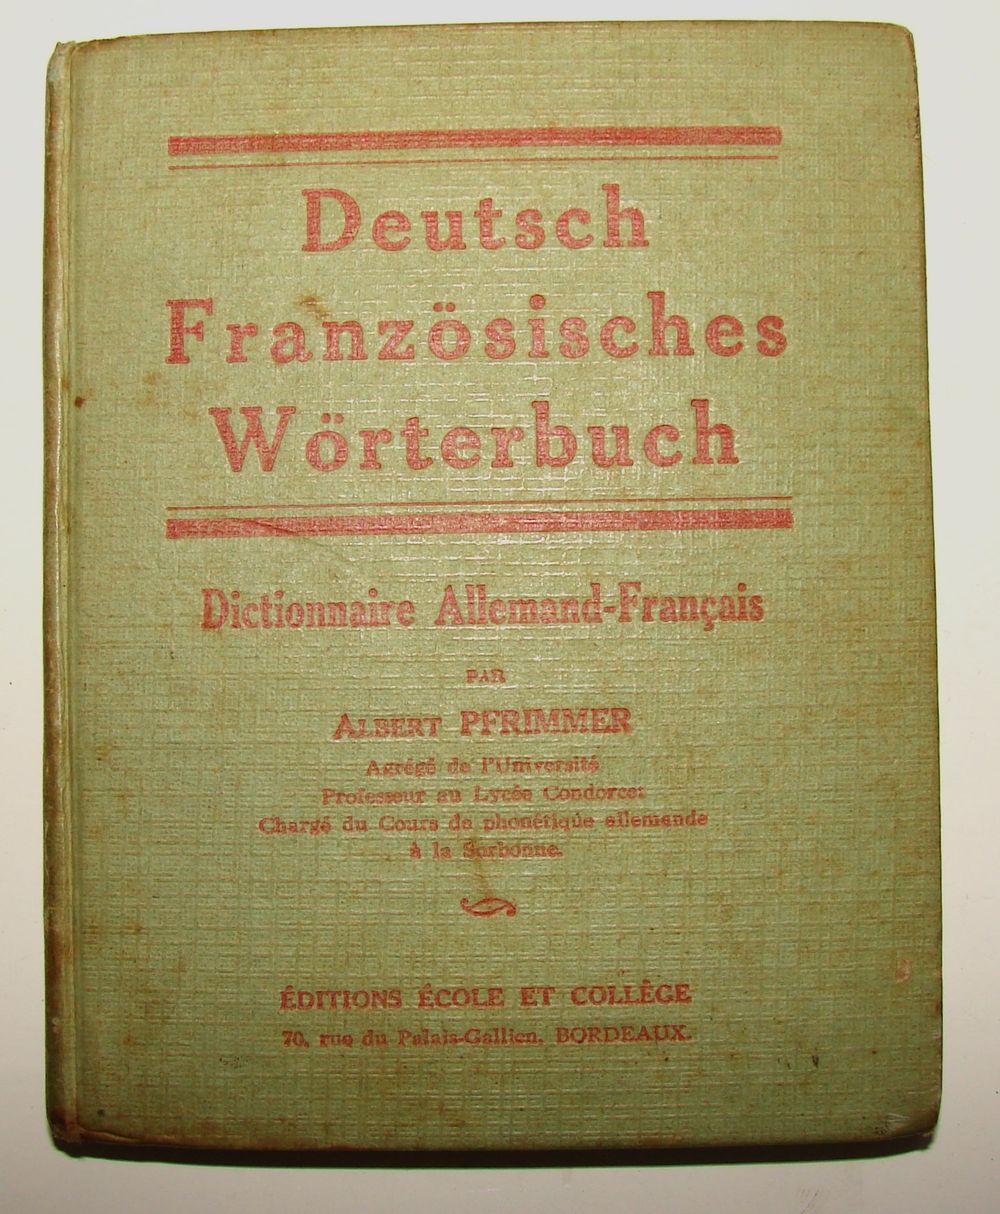 Deutsch
Französisches
Wörterbuch
Dictionnaire Allemand-Français
PAR
ALBERT PFRIMMER
Agrégé de l'Université
Professeur au Lycée Condorcet
Chargé du Cours de phonétique allemande
à la Sorbonne.
ÉDITIONS ÉCOLE ET COLLÈGE
70, rue du Palais-Gallien, BORDEAUX.